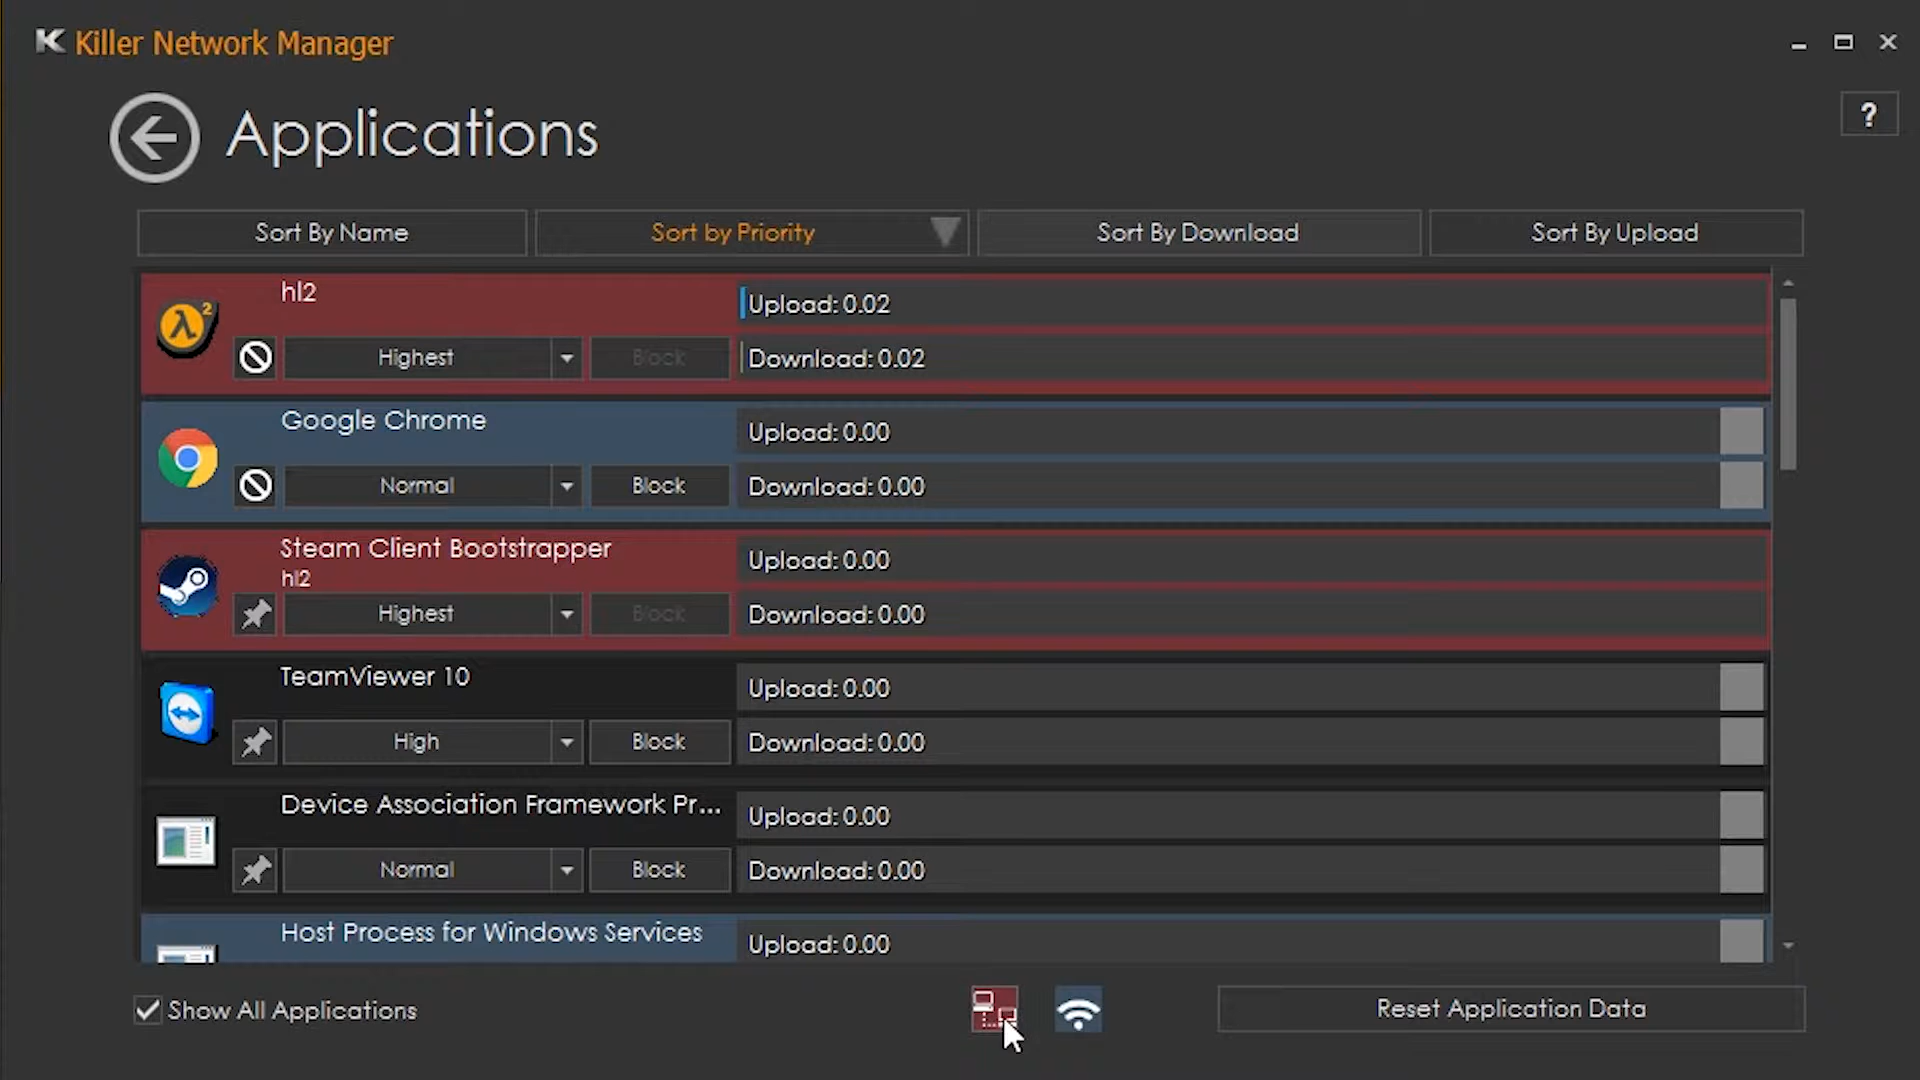 K Killer Network Manager
?
Applications
Sort By Name
Sort by Priority
Sort By Download
Sort By Upload
hl2
Upload: 0.02
Highest
Block
Download: 0.02
Google Chrome
Upload: 0.00
Normal
Block
Download: 0.00
Steam Client Bootstrapper
hl2
Upload: 0.00
Highest
Block
Download: 0.00
TeamViewer 10
Upload: 0.00
High
Block
Download: 0.00
Device Association Framework Pr...
Upload: 0.00
Normal
Block
Download: 0.00
Host Process for Windows Services
Upload: 0.00
Show All Applications
Reset Application Data